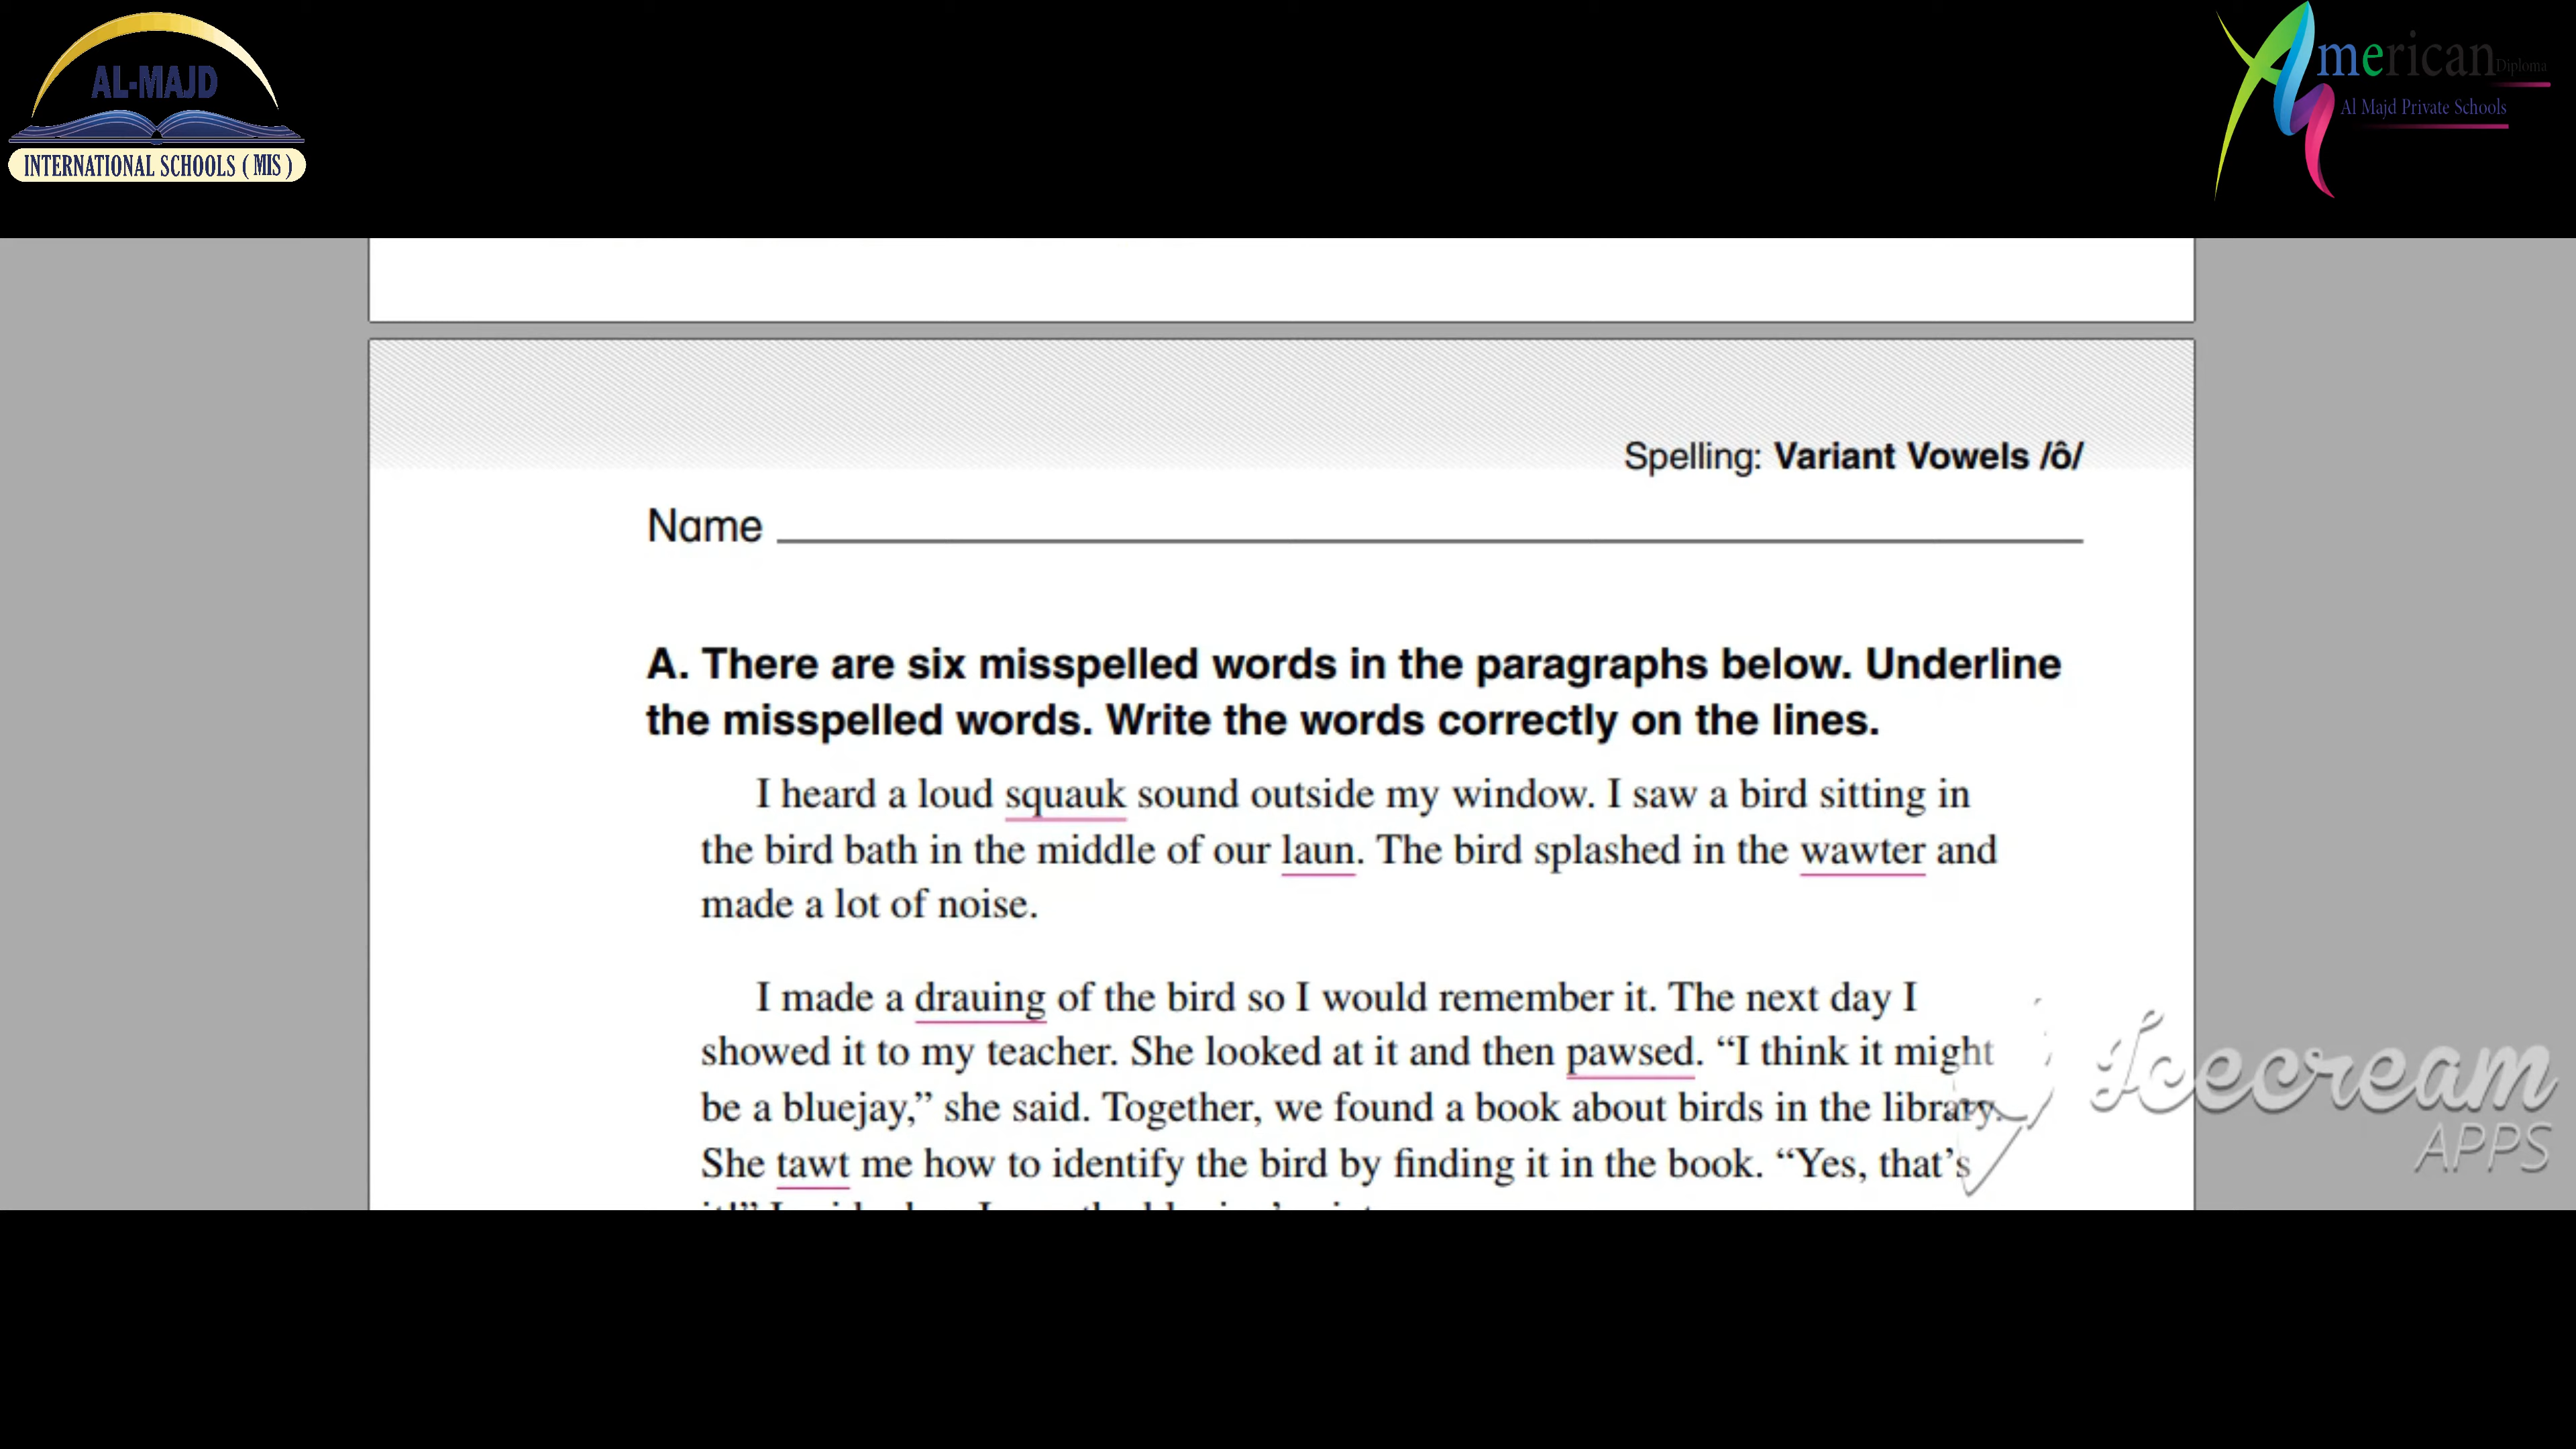 AL-MAJD
INTERNATIONAL SCHOOLS ( MIS )
American Diploma
Al Majd Private Schools
Spelling: Variant Vowels /ô/
Name
A. There are six misspelled words in the paragraphs below. Underline
the misspelled words. Write the words correctly on the lines.
I heard a loud squauk sound outside my window. I saw a bird sitting in
the bird bath in the middle of our laun. The bird splashed in the wawter and
made a lot of noise.
I made a drauing of the bird so I would remember it. The next day I
showed it to my teacher. She looked at it and then pawsed. “I think it might
be a bluejay,” she said. Together, we found a book about birds in the library.
She tawt me how to identify the bird by finding it in the book. “Yes, that’s
Icecream
APPS